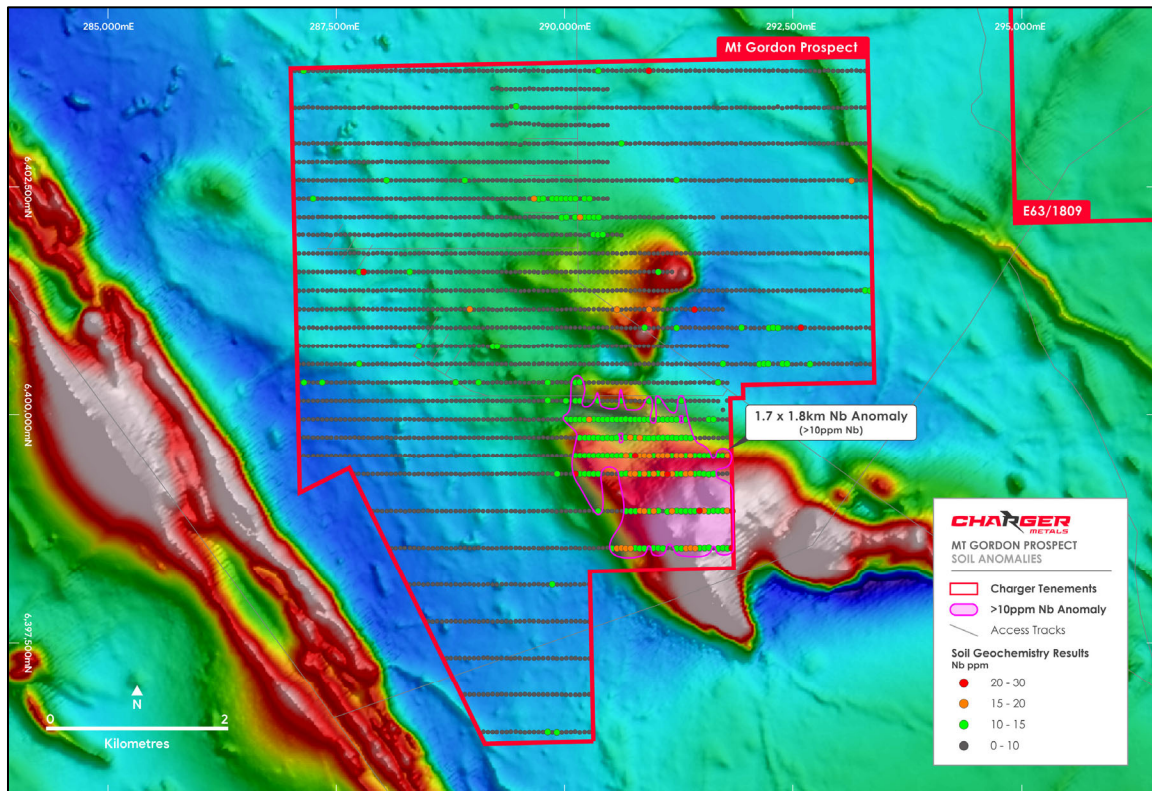 285,000mE
287,500mE
290,000mE
292,500mE
295,000mE
Mt Gordon Prospect
6,402,500mN
E63/1809
6,400,000mN
1.7 x 1.8km Nb Anomaly
(>10ppm Nb)
6,397,500mN
N
0
2
Kilometres
CHARGER
METALS
MT GORDON PROSPECT
SOIL ANOMALIES
Charger Tenements
>10ppm Nb Anomaly
Access Tracks
Soil Geochemistry Results
Nb ppm
20 - 30
15 - 20
10 - 15
0 - 10